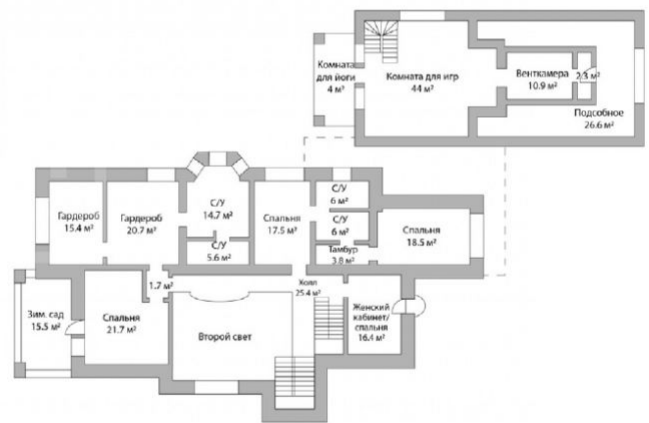 Комната
для йоги
4 м²
Комната для игр
44 м²
Венткамера
10.9 м²
2.3 м²
Подсобное
26.6 м²
Гардероб
15.4 м²
Гардероб
20.7 м²
С/У
14.7 м²
С/У
5.6 м²
Спальня
17.5 м²
С/У
6 м²
С/У
6 м²
Тамбур
3.8 м²
Спальня
18.5 м²
Зим. сад
15.5 м²
Спальня
21.7 м²
1.7 м²
Второй свет
Холл
25.4 м²
Женский
кабинет/
спальня
16.4 м²